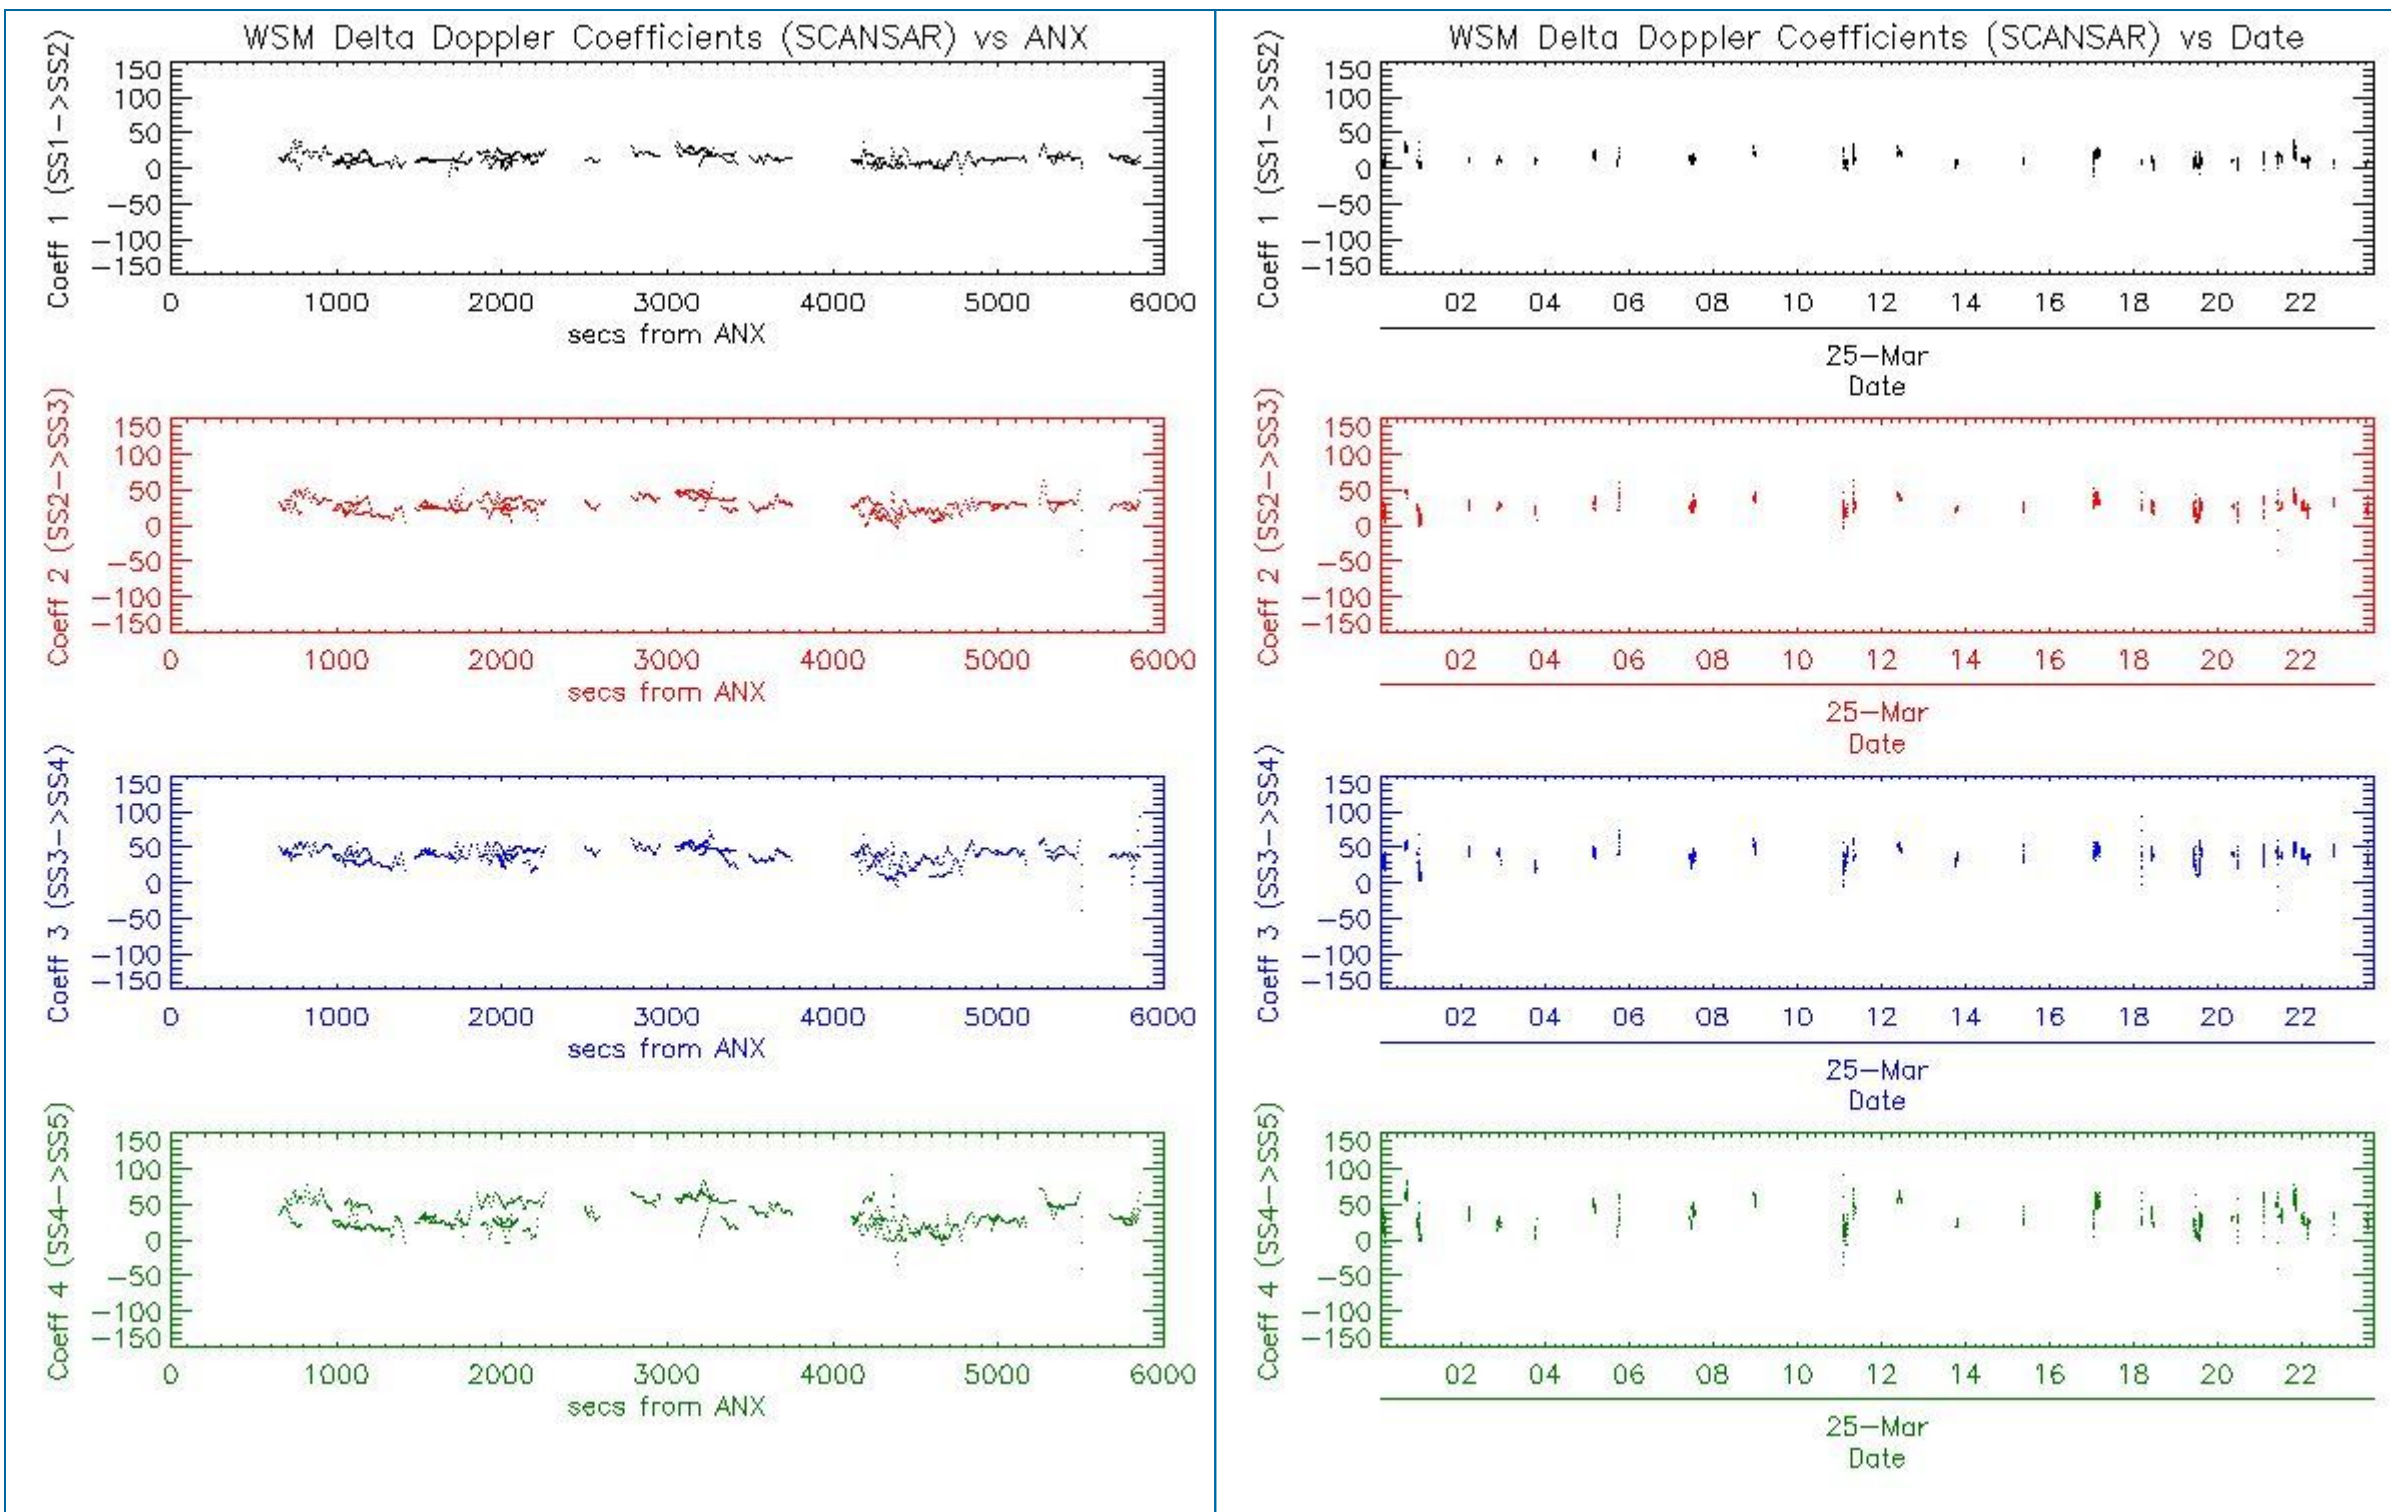 WSM Delta Doppler Coefficients (SCANSAR) vs ANX
Coeff 1 (SS1->SS2)
150
100
50
0
-50
-100
-150
0 1000 2000 3000 4000 5000 6000
secs from ANX
Coeff 2 (SS2->SS3)
150
100
50
0
-50
-100
-150
0 1000 2000 3000 4000 5000 6000
secs from ANX
Coeff 3 (SS3->SS4)
150
100
50
0
-50
-100
-150
0 1000 2000 3000 4000 5000 6000
secs from ANX
Coeff 4 (SS4->SS5)
150
100
50
0
-50
-100
-150
0 1000 2000 3000 4000 5000 6000
secs from ANX
WSM Delta Doppler Coefficients (SCANSAR) vs Date
Coeff 1 (SS1->SS2)
150
100
50
0
-50
-100
-150
02 04 06 08 10 12 14 16 18 20 22
25-Mar
Date
Coeff 2 (SS2->SS3)
150
100
50
0
-50
-100
-150
02 04 06 08 10 12 14 16 18 20 22
25-Mar
Date
Coeff 3 (SS3->SS4)
150
100
50
0
-50
-100
-150
02 04 06 08 10 12 14 16 18 20 22
25-Mar
Date
Coeff 4 (SS4->SS5)
150
100
50
0
-50
-100
-150
02 04 06 08 10 12 14 16 18 20 22
25-Mar
Date